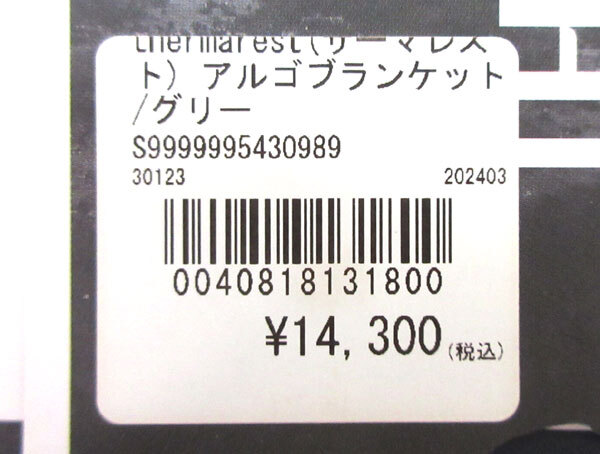 thermarest(サーマレス
ト) アルゴブランケット
/グリー
S9999995430989
30123 202403
0040818131800
¥14,300(税込)